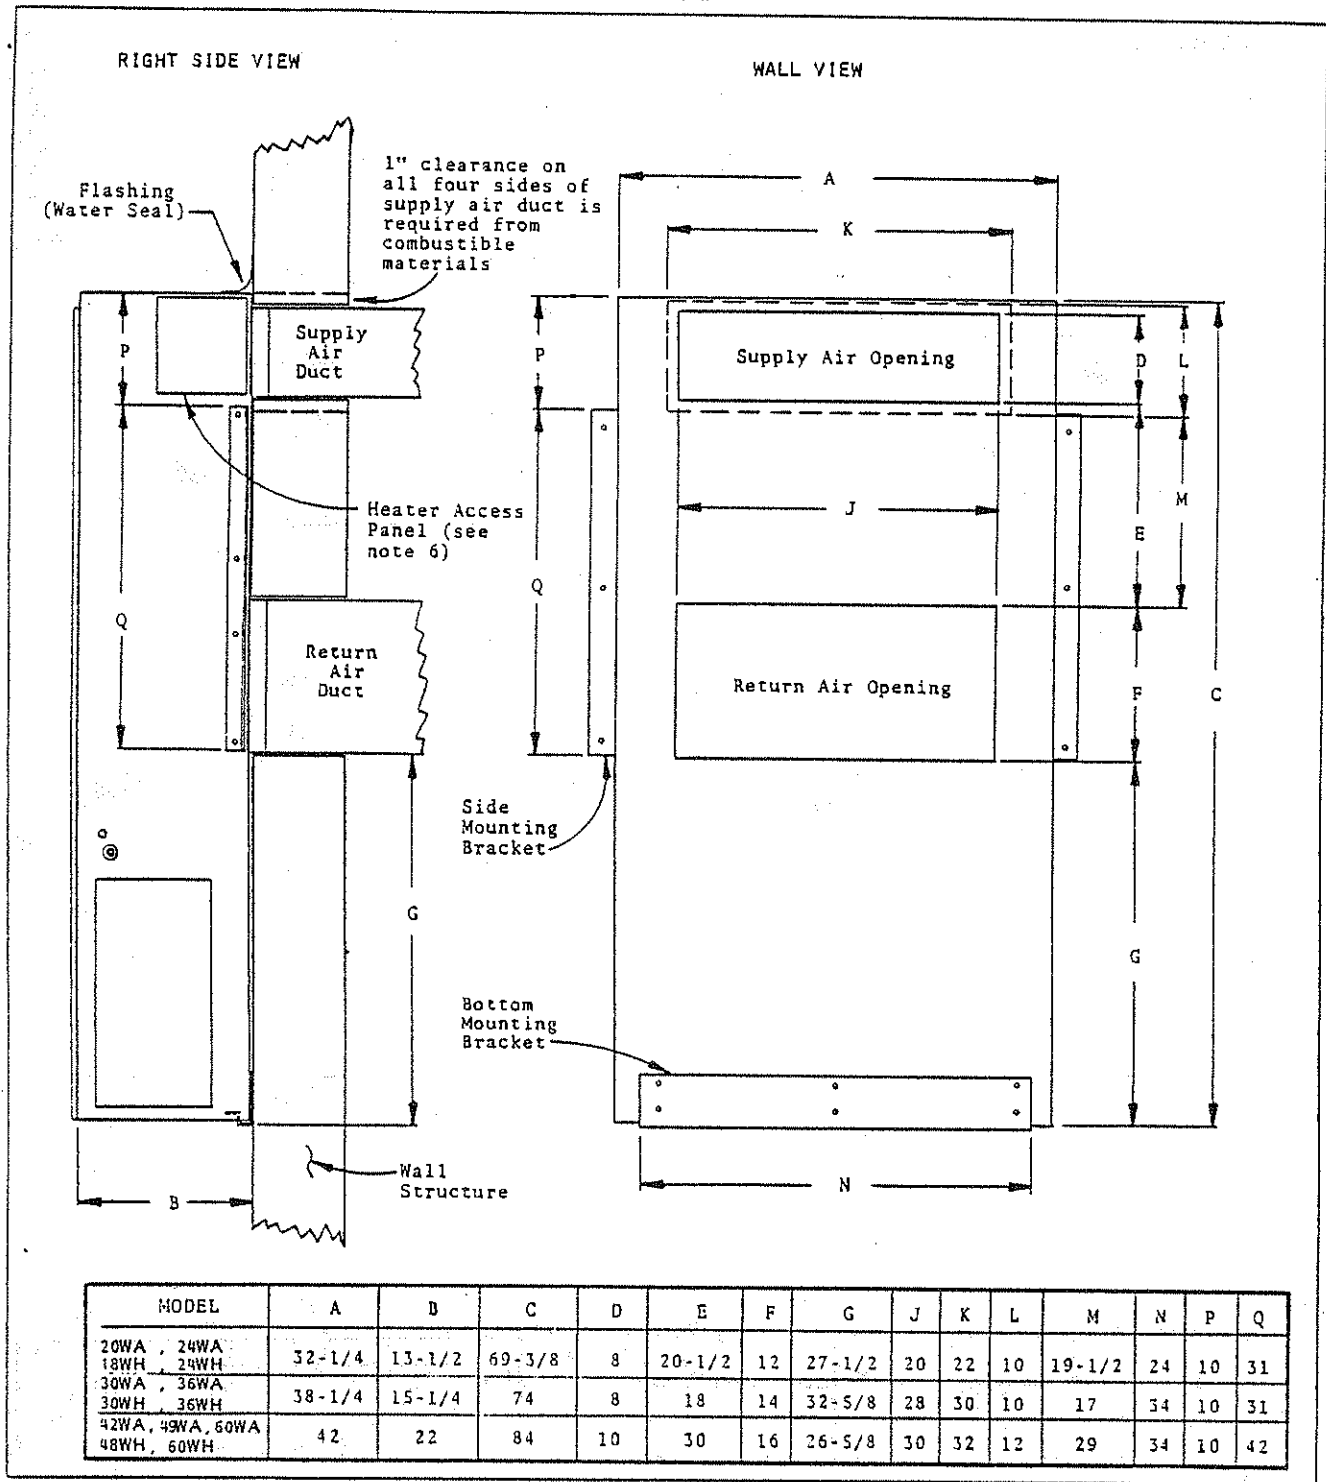 RIGHT SIDE VIEW
WALL VIEW
Flashing
(Water Seal)
1" clearance on
all four sides of
supply air duct is
required from
combustible
materials
A
K
P
Supply
Air
Duct
P
Supply Air Opening
D
L
Heater Access
Panel (see
note 6)
J
M
E
Q
Q
Return
Air
Duct
Return Air Opening
F
C
Side
Mounting
Bracket
G
G
Bottom
Mounting
Bracket
Wall
Structure
B
N
MODEL A B C D E F G J K L M N P Q
20WA , 24WA
18WH , 24WH 32-1/4 13-1/2 69-3/8 8 20-1/2 12 27-1/2 20 22 10 19-1/2 24 10 31
30WA , 36WA
30WH , 36WH 38-1/4 15-1/4 74 8 18 14 32-5/8 28 30 10 17 34 10 31
42WA, 49WA, 60WA
48WH, 60WH 42 22 84 10 30 16 26-5/8 30 32 12 29 34 10 42